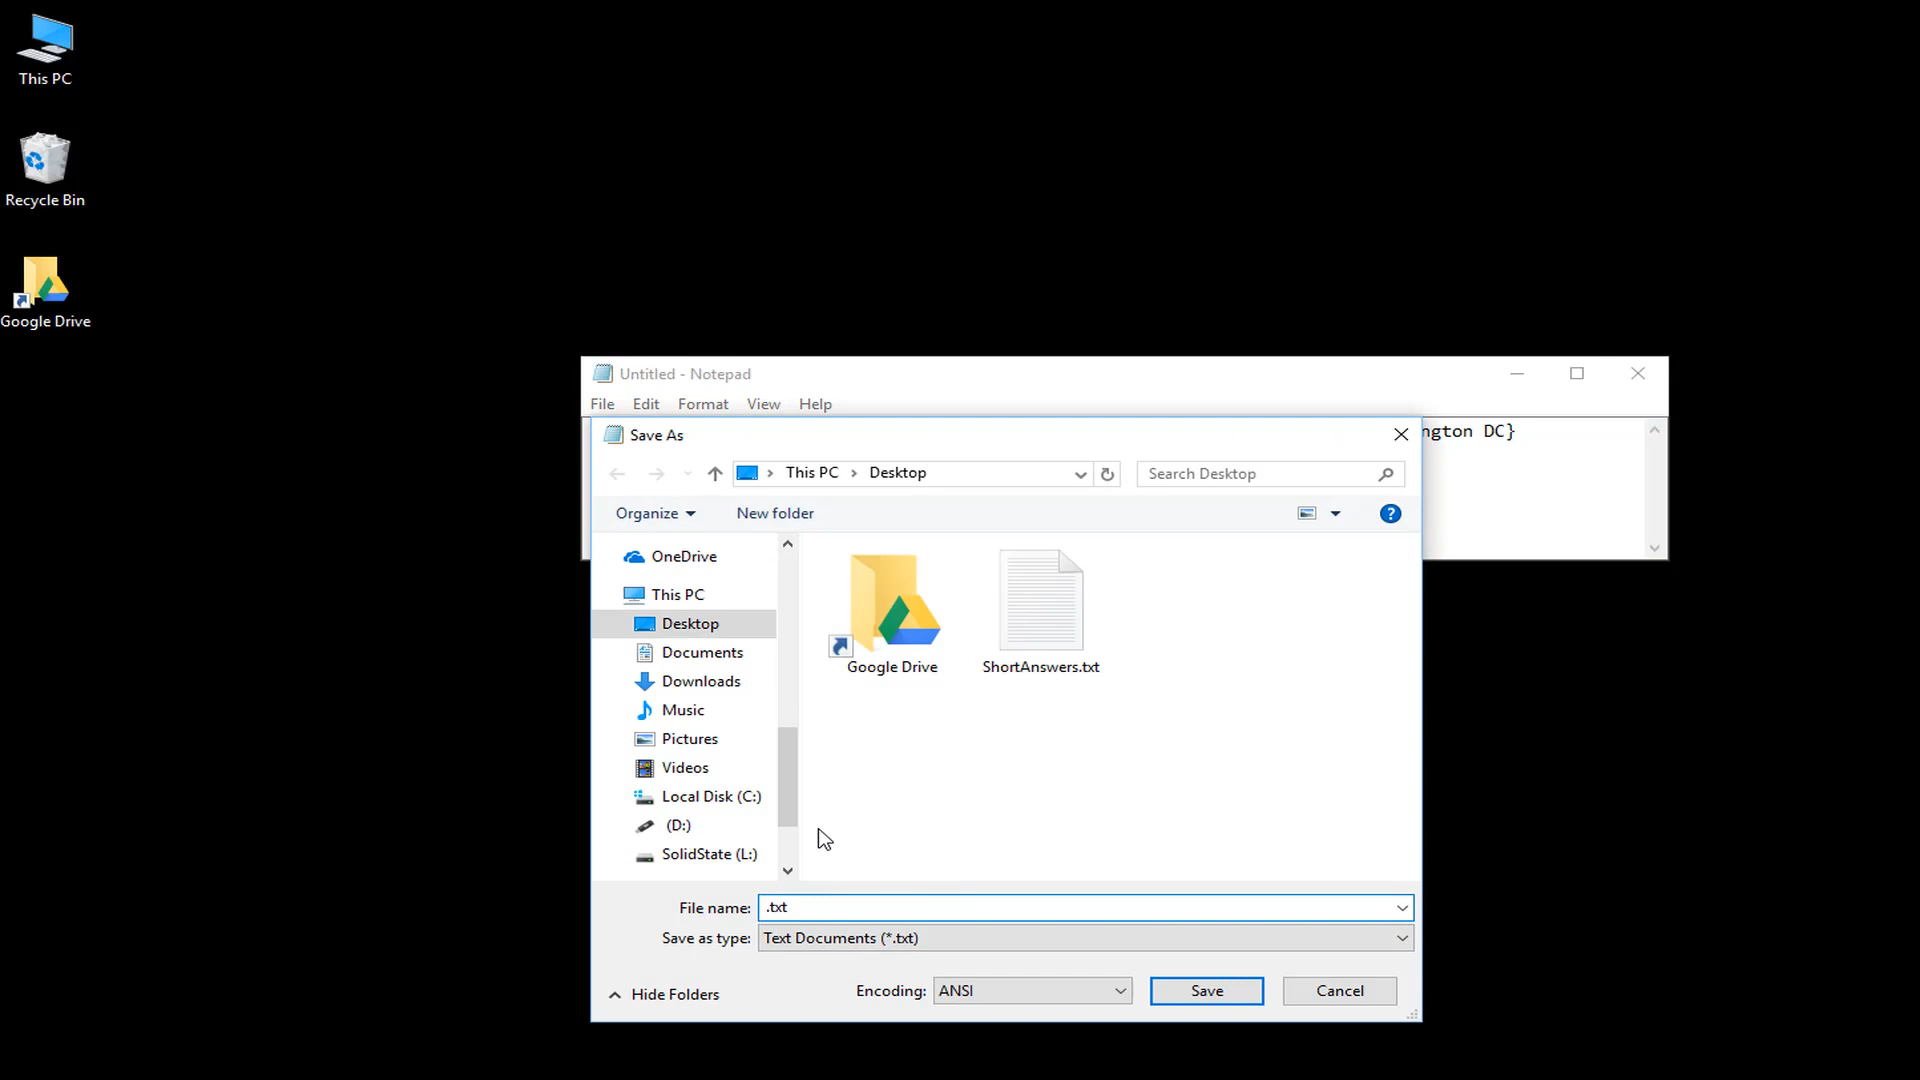 This PC
Recycle Bin
Google Drive
Untitled - Notepad
File Edit Format View Help
ngton DC}
Save As
This PC Desktop
Search Desktop
Organize New folder
?
OneDrive
This PC
Desktop
Documents
Downloads
Music
Pictures
Videos
Local Disk (C:)
(D:)
SolidState (L:)
Google Drive
ShortAnswers.txt
File name: .txt
Save as type: Text Documents (*.txt)
Hide Folders
Encoding: ANSI
Save
Cancel